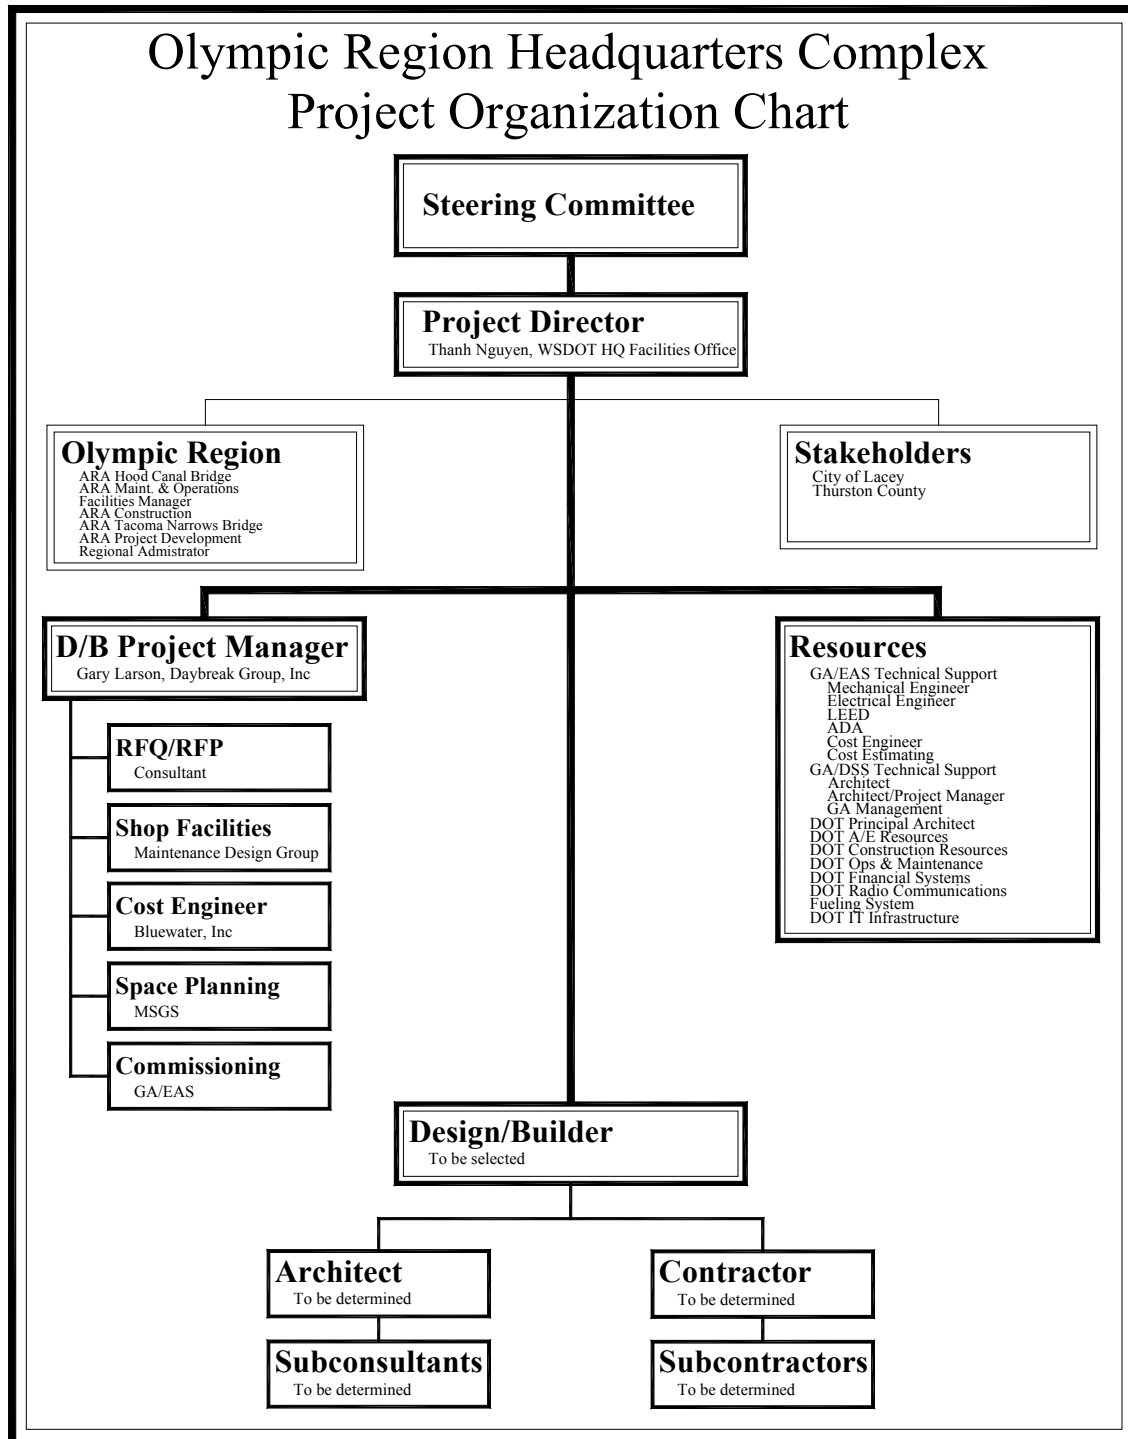 Olympic Region Headquarters Complex
Project Organization Chart
Steering Committee
Project Director
Thanh Nguyen, WSDOT HQ Facilities Office
Olympic Region
ARA Hood Canal Bridge
ARA Maint. & Operations
Facilities Manager
ARA Construction
ARA Tacoma Narrows Bridge
ARA Project Development
Regional Admistrator
Stakeholders
City of Lacey
Thurston County
D/B Project Manager
Gary Larson, Daybreak Group, Inc
RFQ/RFP
Consultant
Shop Facilities
Maintenance Design Group
Cost Engineer
Bluewater, Inc
Space Planning
MSGS
Commissioning
GA/EAS
Resources
GA/EAS Technical Support
Mechanical Engineer
Electrical Engineer
LEED
ADA
Cost Engineer
Cost Estimating
GA/DSS Technical Support
Architect
Architect/Project Manager
GA Management
DOT Principal Architect
DOT A/E Resources
DOT Construction Resources
DOT Ops & Maintenance
DOT Financial Systems
DOT Radio Communications
Fueling System
DOT IT Infrastructure
Design/Builder
To be selected
Architect
To be determined
Subconsultants
To be determined
Contractor
To be determined
Subcontractors
To be determined